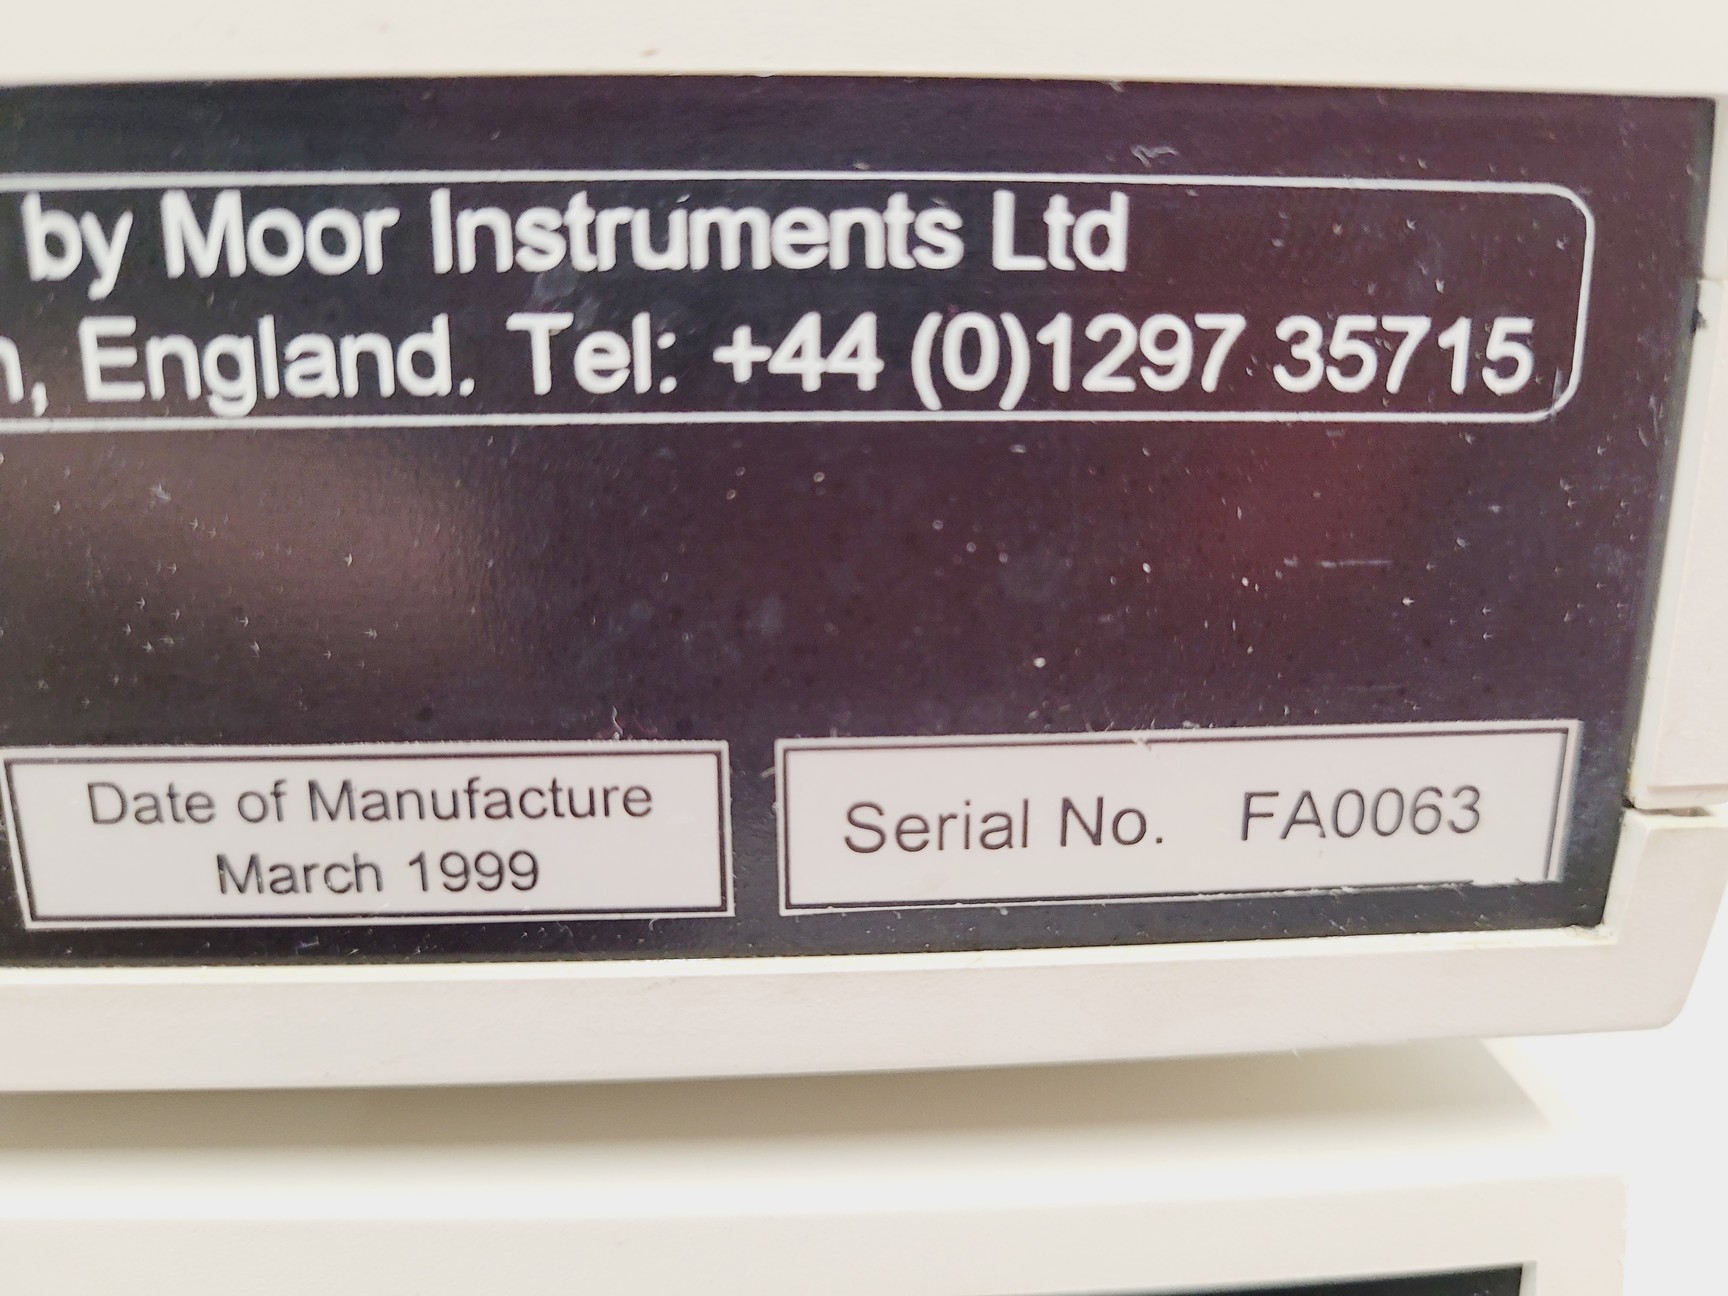 by Moor Instruments Ltd
, England. Tel: +44 (0)1297 35715
Date of Manufacture
March 1999
Serial No. FA0063